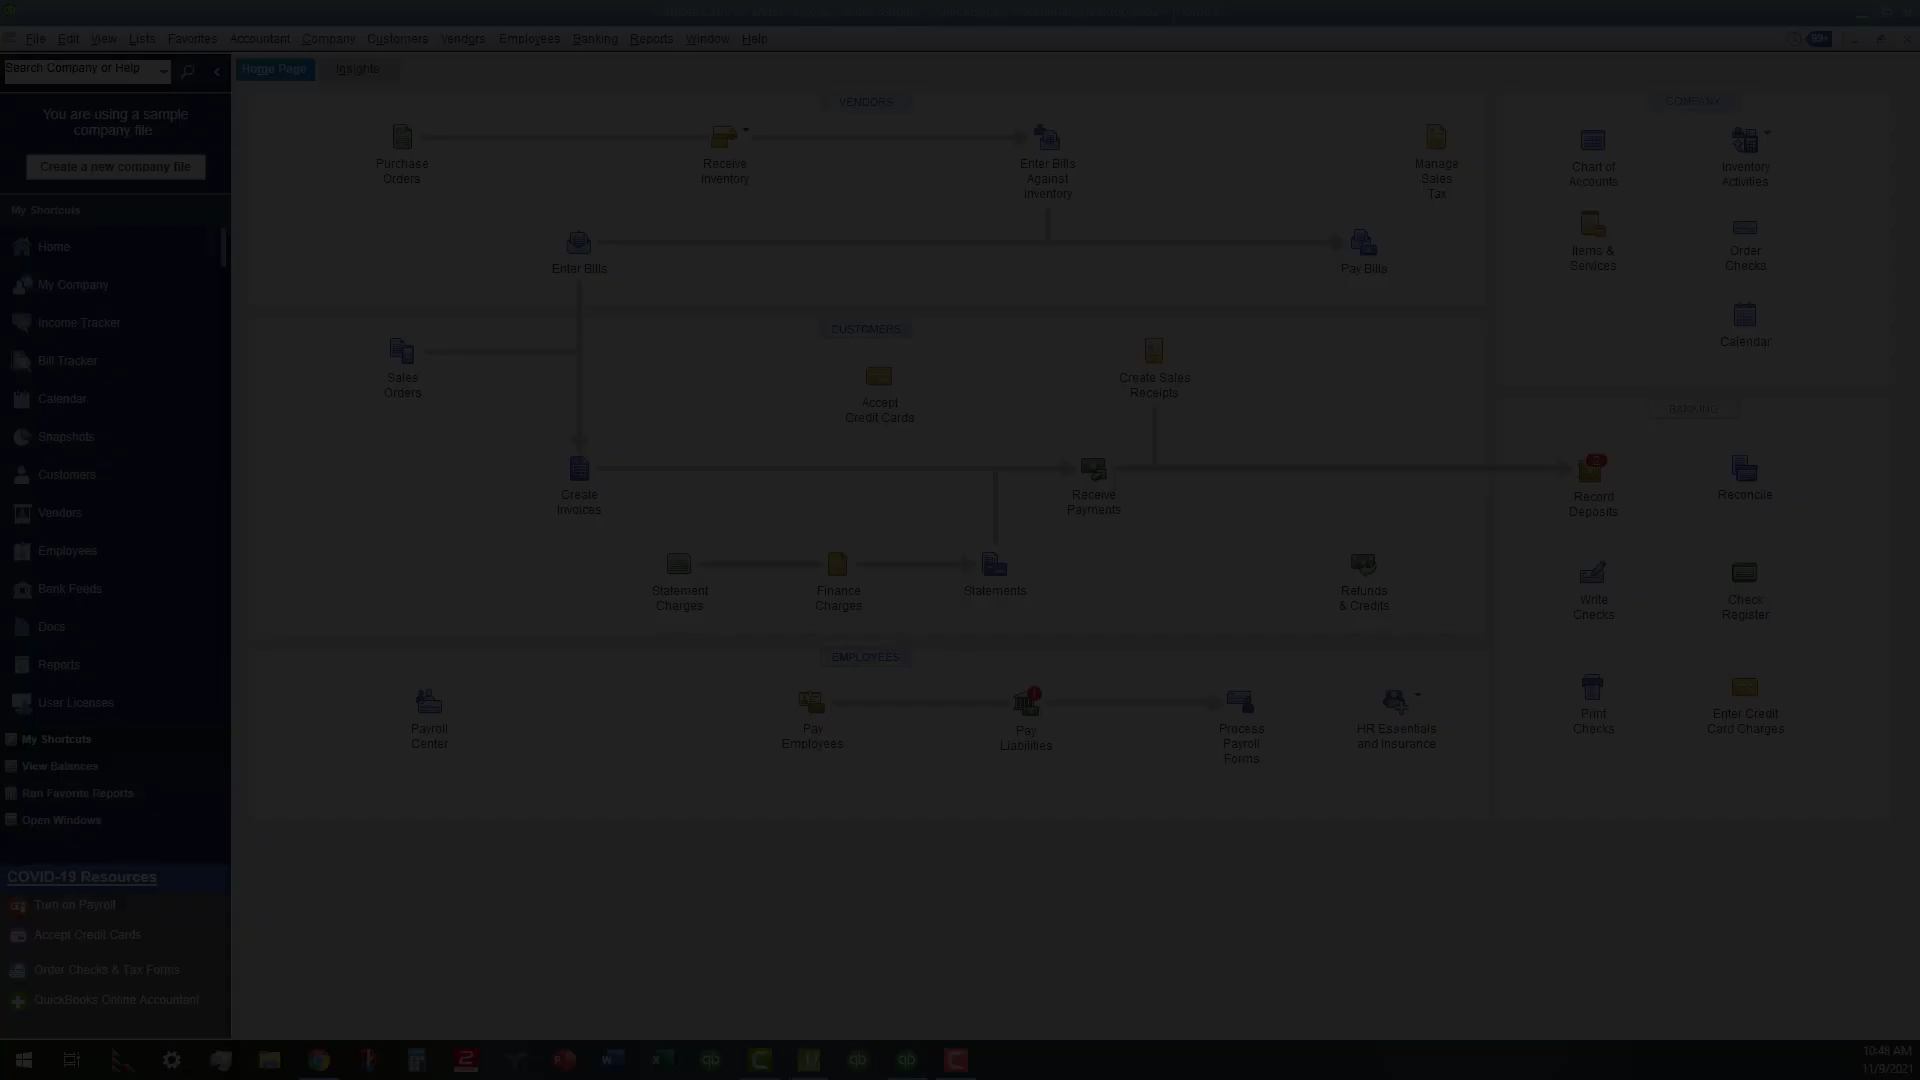 File Edit View Lists Favorites Accountant Company Customers Vendors Employees Banking Reports Window Help
Search Company or Help
Home Page
Insights
You are using a sample
company file
Create a new company file
My Shortcuts
Home
My Company
Income Tracker
Bill Tracker
Calendar
Snapshots
Customers
Vendors
Employees
Bank Feeds
Docs
Reports
User Licenses
My Shortcuts
View Balances
Run Favorite Reports
Open Windows
COVID-19 Resources
Turn on Payroll
Accept Credit Cards
Order Checks & Tax Forms
QuickBooks Online Accountant
VENDORS
Purchase
Orders
Receive
Inventory
Enter Bills
Against
Inventory
Manage
Sales
Tax
Enter Bills
Pay Bills
CUSTOMERS
Sales
Orders
Accept
Credit Cards
Create Sales
Receipts
Create
Invoices
Receive
Payments
Statement
Charges
Finance
Charges
Statements
Refunds
& Credits
EMPLOYEES
Payroll
Center
Pay
Employees
Pay
Liabilities
Process
Payroll
Forms
HR Essentials
and Insurance
COMPANY
Chart of
Accounts
Inventory
Activities
Items &
Services
Order
Checks
Calendar
BANKING
Record
Deposits
Reconcile
Write
Checks
Check
Register
Print
Checks
Enter Credit
Card Charges
10:48 AM
11/9/2021